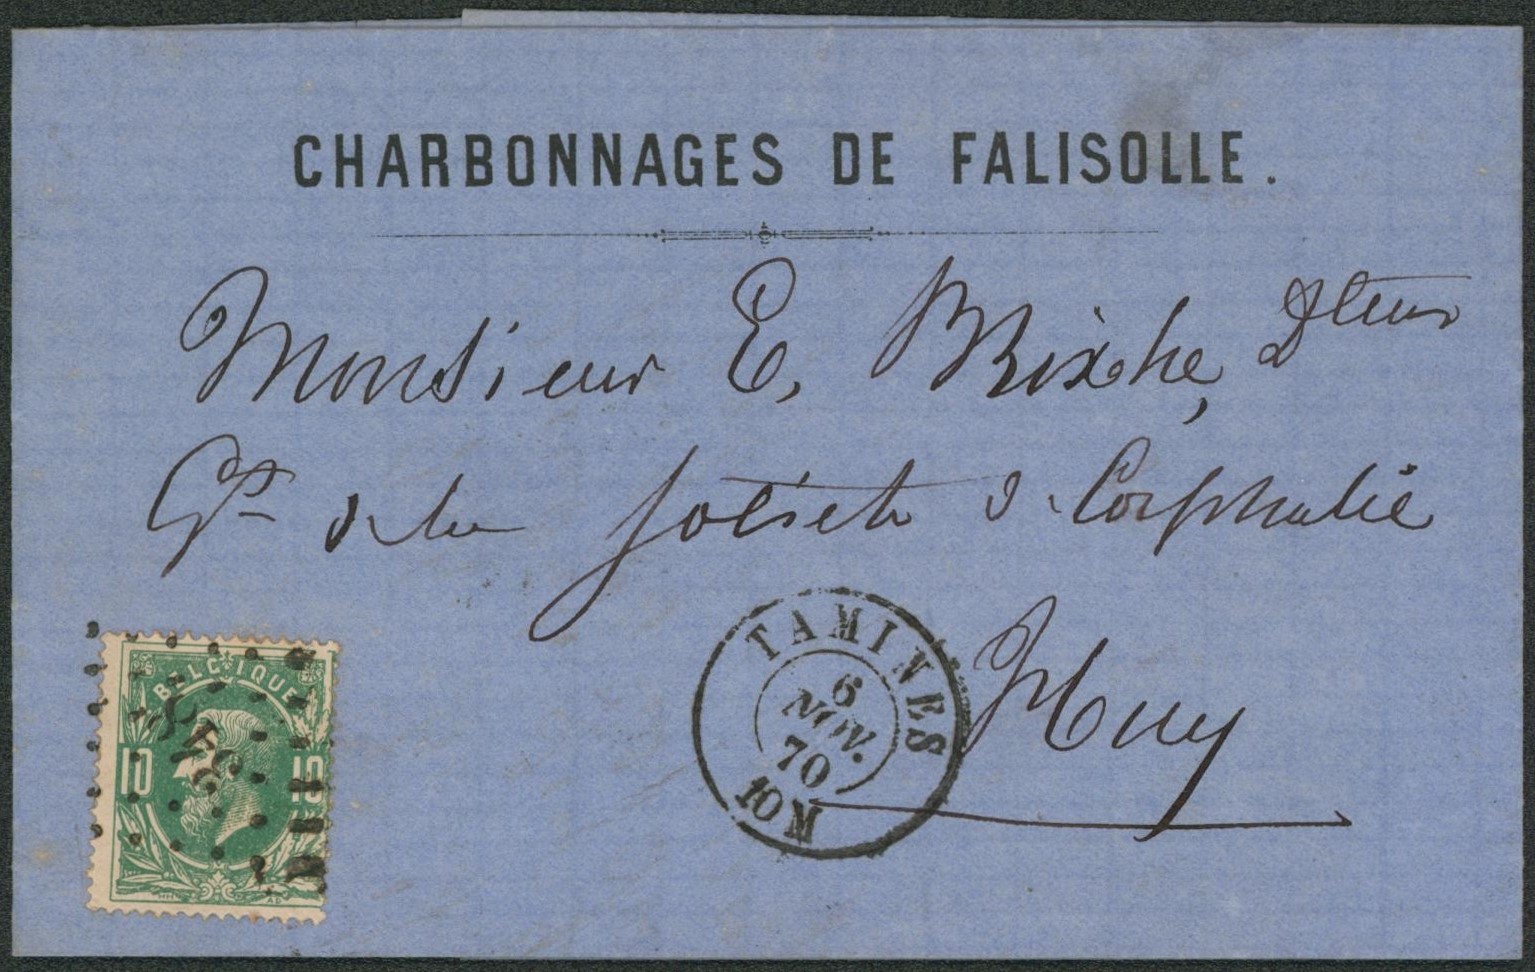 CHARBONNAGES DE FALISOLLE.
Monsieur E. Bixhe, Dteur
Gl de la Société de Corphalie
Huy
TAMINES
6
NOV.
70
10 M
BELGIQUE
10 10